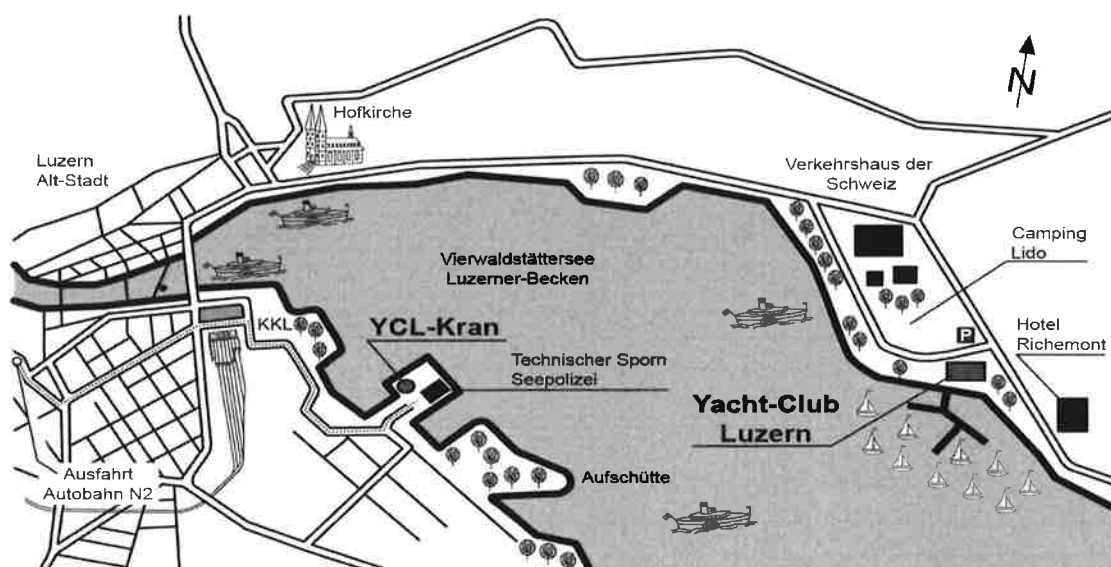 N
Hofkirche
Luzern
Alt-Stadt
Verkehrshaus der
Schweiz
Camping
Lido
Vierwaldstättersee
Luzerner-Becken
KKL
YCL-Kran
P
Hotel
Richemont
Technischer Sporn
Seepolizei
Yacht-Club
Luzern
Ausfahrt
Autobahn N2
Aufschütte